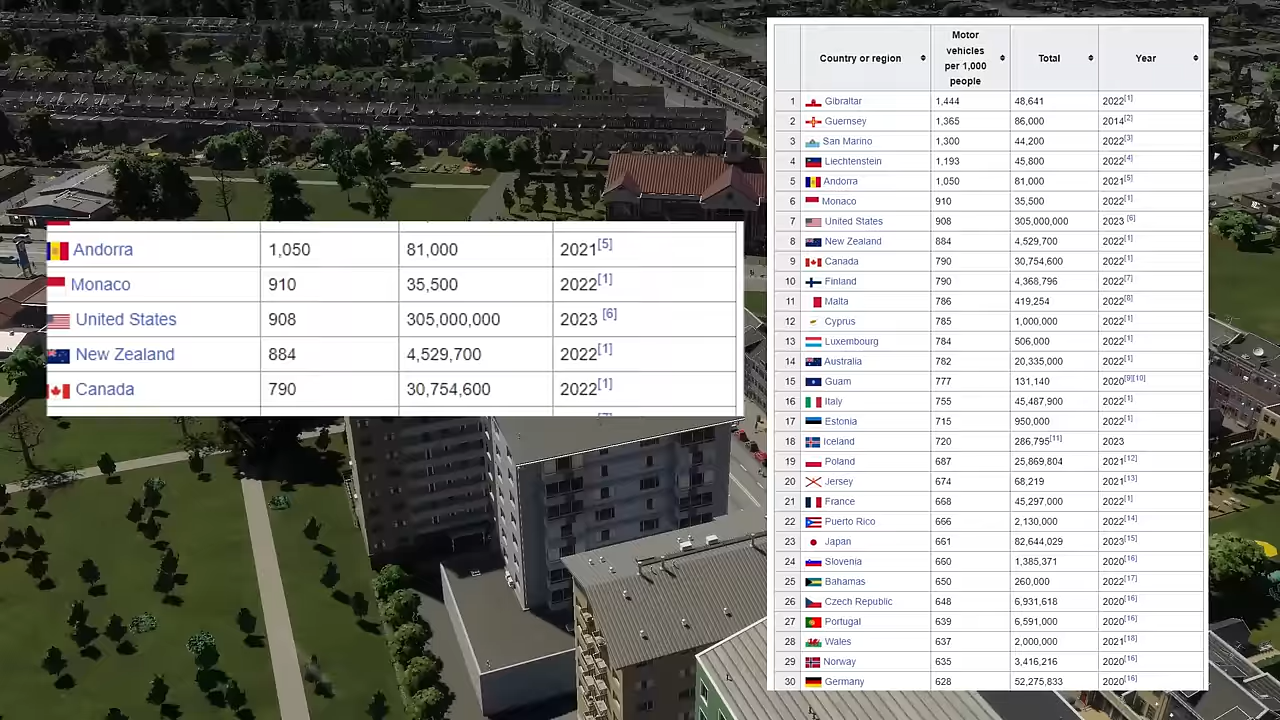 Andorra 1,050 81,000 2021[5]
Monaco 910 35,500 2022[1]
United States 908 305,000,000 2023 [6]
New Zealand 884 4,529,700 2022[1]
Canada 790 30,754,600 2022[1]
Country or region Motor vehicles per 1,000 people Total Year
1 Gibraltar 1,444 48,641 2022[1]
2 Guernsey 1,365 86,000 2014[2]
3 San Marino 1,300 44,200 2022[3]
4 Liechtenstein 1,193 45,800 2022[4]
5 Andorra 1,050 81,000 2021[5]
6 Monaco 910 35,500 2022[1]
7 United States 908 305,000,000 2023 [6]
8 New Zealand 884 4,529,700 2022[1]
9 Canada 790 30,754,600 2022[1]
10 Finland 790 4,368,796 2022[7]
11 Malta 786 419,254 2022[8]
12 Cyprus 785 1,000,000 2022[1]
13 Luxembourg 784 506,000 2022[1]
14 Australia 782 20,335,000 2022[1]
15 Guam 777 131,140 2020[9][10]
16 Italy 755 45,487,900 2022[1]
17 Estonia 715 950,000 2022[1]
18 Iceland 720 286,795[11] 2023
19 Poland 687 25,869,804 2021[12]
20 Jersey 674 68,219 2021[13]
21 France 668 45,297,000 2022[1]
22 Puerto Rico 666 2,130,000 2022[14]
23 Japan 661 82,644,029 2023[15]
24 Slovenia 660 1,385,371 2020[16]
25 Bahamas 650 260,000 2022[17]
26 Czech Republic 648 6,931,618 2020[16]
27 Portugal 639 6,591,000 2020[16]
28 Wales 637 2,000,000 2021[18]
29 Norway 635 3,416,216 2020[16]
30 Germany 628 52,275,833 2020[16]